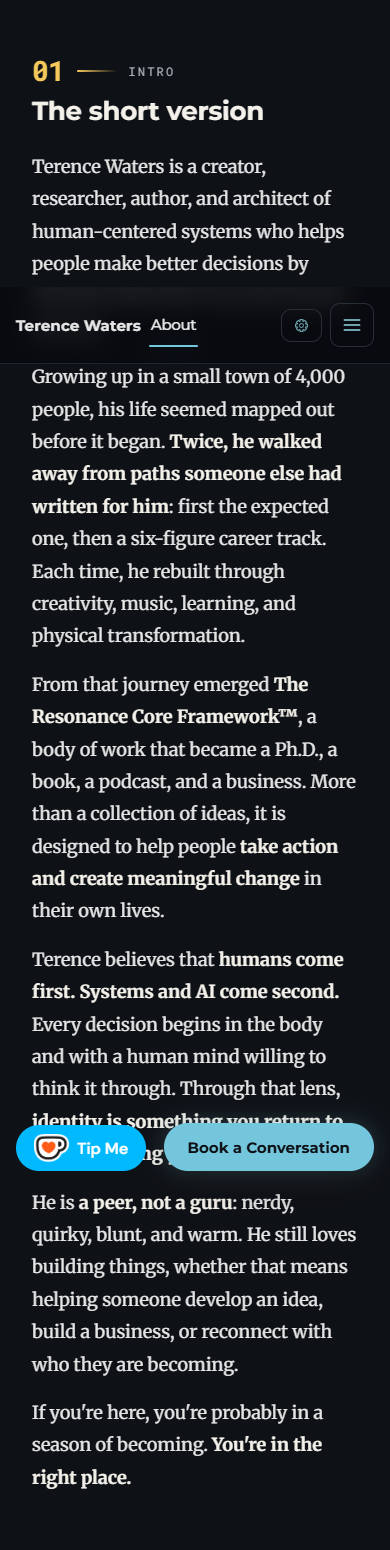 01 INTRO
The short version
Terence Waters is a creator,
researcher, author, and architect of
human-centered systems who helps
people make better decisions by
Terence Waters About
Growing up in a small town of 4,000
people, his life seemed mapped out
before it began. Twice, he walked
away from paths someone else had
written for him: first the expected
one, then a six-figure career track.
Each time, he rebuilt through
creativity, music, learning, and
physical transformation.
From that journey emerged The
Resonance Core Framework™, a
body of work that became a Ph.D., a
book, a podcast, and a business. More
than a collection of ideas, it is
designed to help people take action
and create meaningful change in
their own lives.
Terence believes that humans come
first. Systems and AI come second.
Every decision begins in the body
and with a human mind willing to
think it through. Through that lens,
identity is something you return to
Tip Me
Book a Conversation
He is a peer, not a guru: nerdy,
quirky, blunt, and warm. He still loves
building things, whether that means
helping someone develop an idea,
build a business, or reconnect with
who they are becoming.
If you're here, you're probably in a
season of becoming. You're in the
right place.